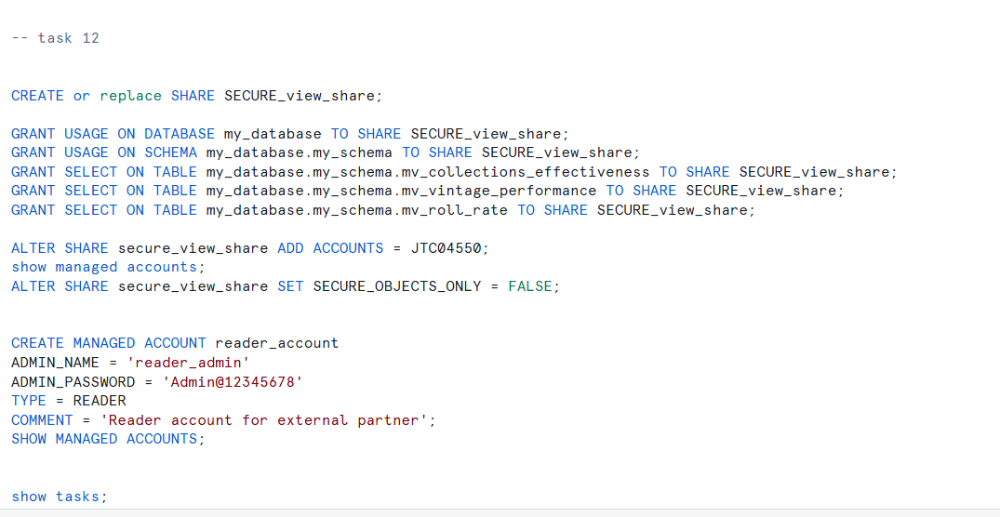 -- task 12
CREATE or replace SHARE SECURE_view_share;
GRANT USAGE ON DATABASE my_database TO SHARE SECURE_view_share;
GRANT USAGE ON SCHEMA my_database.my_schema TO SHARE SECURE_view_share;
GRANT SELECT ON TABLE my_database.my_schema.mv_collections_effectiveness TO SHARE SECURE_view_share;
GRANT SELECT ON TABLE my_database.my_schema.mv_vintage_performance TO SHARE SECURE_view_share;
GRANT SELECT ON TABLE my_database.my_schema.mv_roll_rate TO SHARE SECURE_view_share;
ALTER SHARE secure_view_share ADD ACCOUNTS = JTC04550;
show managed accounts;
ALTER SHARE secure_view_share SET SECURE_OBJECTS_ONLY = FALSE;
CREATE MANAGED ACCOUNT reader_account
ADMIN_NAME = 'reader_admin'
ADMIN_PASSWORD = 'Admin@12345678'
TYPE = READER
COMMENT = 'Reader account for external partner';
SHOW MANAGED ACCOUNTS;
show tasks;